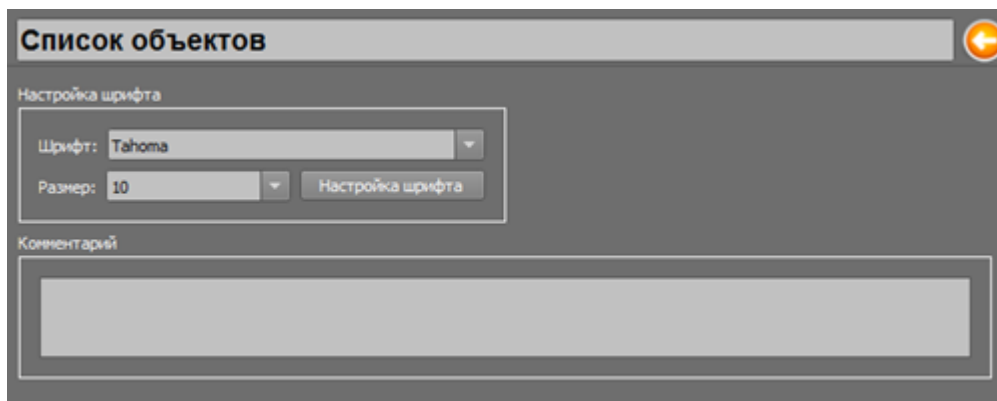 Список объектов
Настройка шрифта
Шрифт: Tahoma
Размер: 10 Настройка шрифта
Комментарий